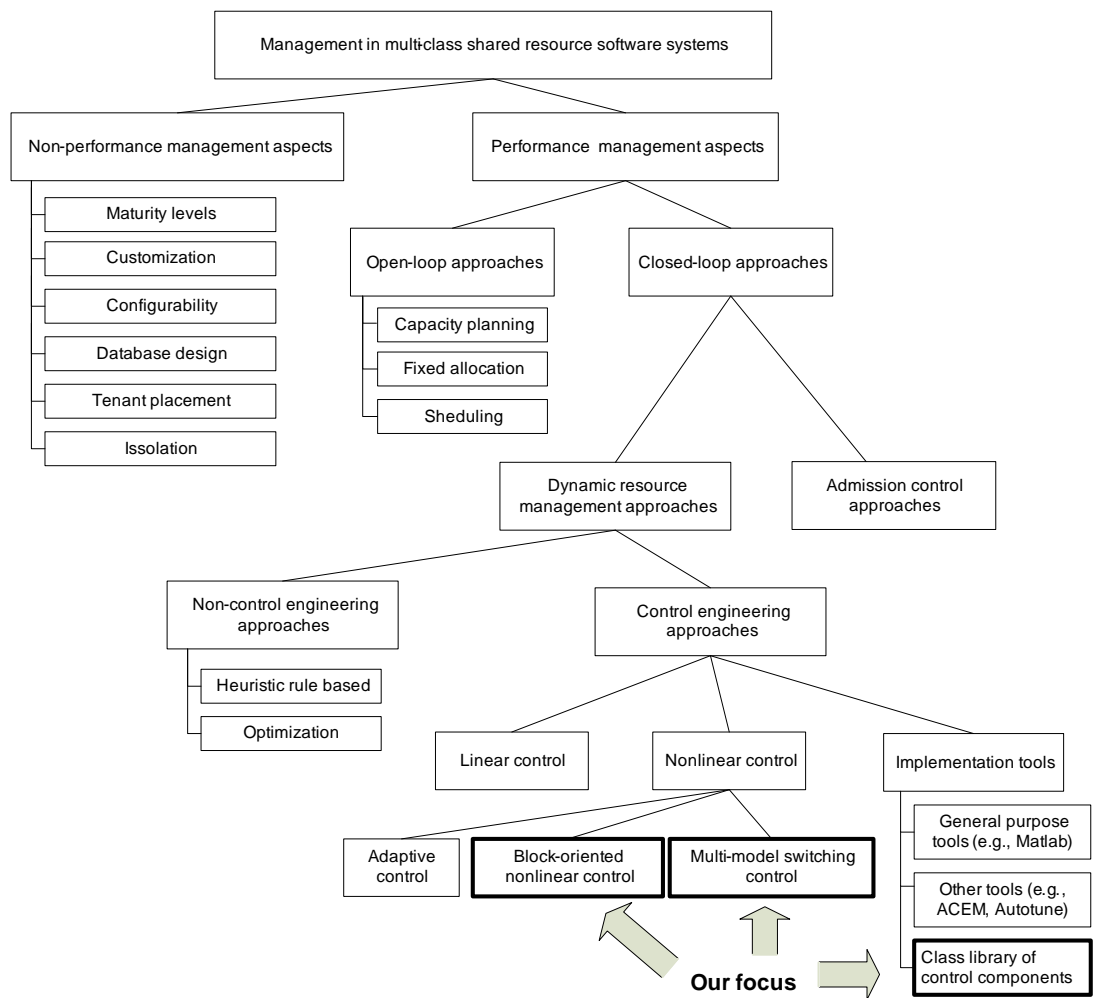 Management in multi-class shared resource software systems
Non-performance management aspects
Performance management aspects
Maturity levels
Customization
Configurability
Database design
Tenant placement
Issolation
Open-loop approaches
Closed-loop approaches
Capacity planning
Fixed allocation
Sheduling
Dynamic resource
management approaches
Admission control
approaches
Non-control engineering
approaches
Control engineering
approaches
Heuristic rule based
Optimization
Linear control
Nonlinear control
Implementation tools
Adaptive
control
Block-oriented
nonlinear control
Multi-model switching
control
General purpose
tools (e.g., Matlab)
Other tools (e.g.,
ACEM, Autotune)
Class library of
control components
Our focus